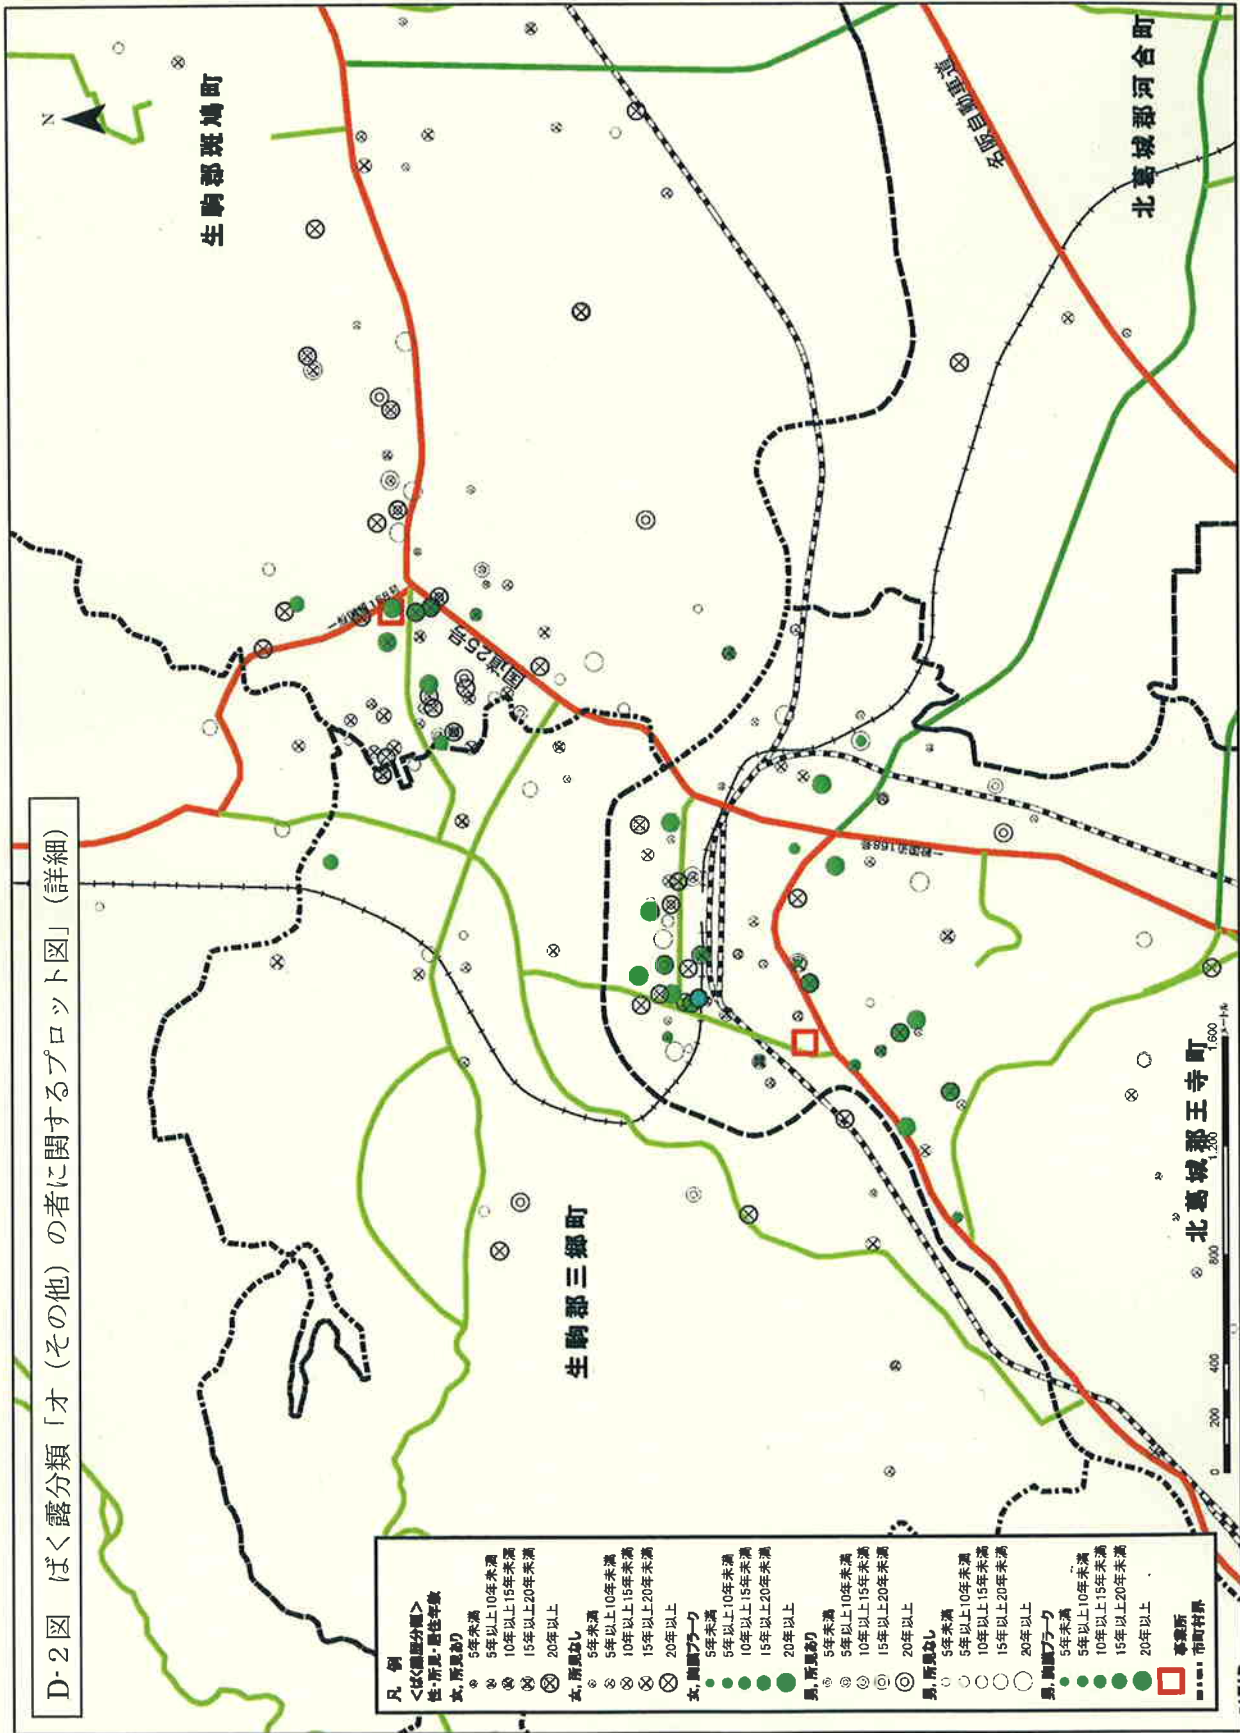 D-2図 ばく露分類「オ（その他）の者に関するプロット図」（詳細）
N
生駒郡斑鳩町
北葛城郡河合町
名阪自動車道
国道25号
一般国道168号
生駒郡三郷町
北葛城郡王寺町
凡 例
<ばく露歴分類>
性・所見・居住年数
女, 所見あり
5年未満
5年以上10年未満
10年以上15年未満
15年以上20年未満
20年以上
女, 所見なし
5年未満
5年以上10年未満
10年以上15年未満
15年以上20年未満
20年以上
女, 胸膜プラーク
5年未満
5年以上10年未満
10年以上15年未満
15年以上20年未満
20年以上
男, 所見あり
5年未満
5年以上10年未満
10年以上15年未満
15年以上20年未満
20年以上
男, 所見なし
5年未満
5年以上10年未満
10年以上15年未満
15年以上20年未満
20年以上
男, 胸膜プラーク
5年未満
5年以上10年未満
10年以上15年未満
15年以上20年未満
20年以上
事業所
市町村界
0 200 400 800 1,200 1,600
メートル